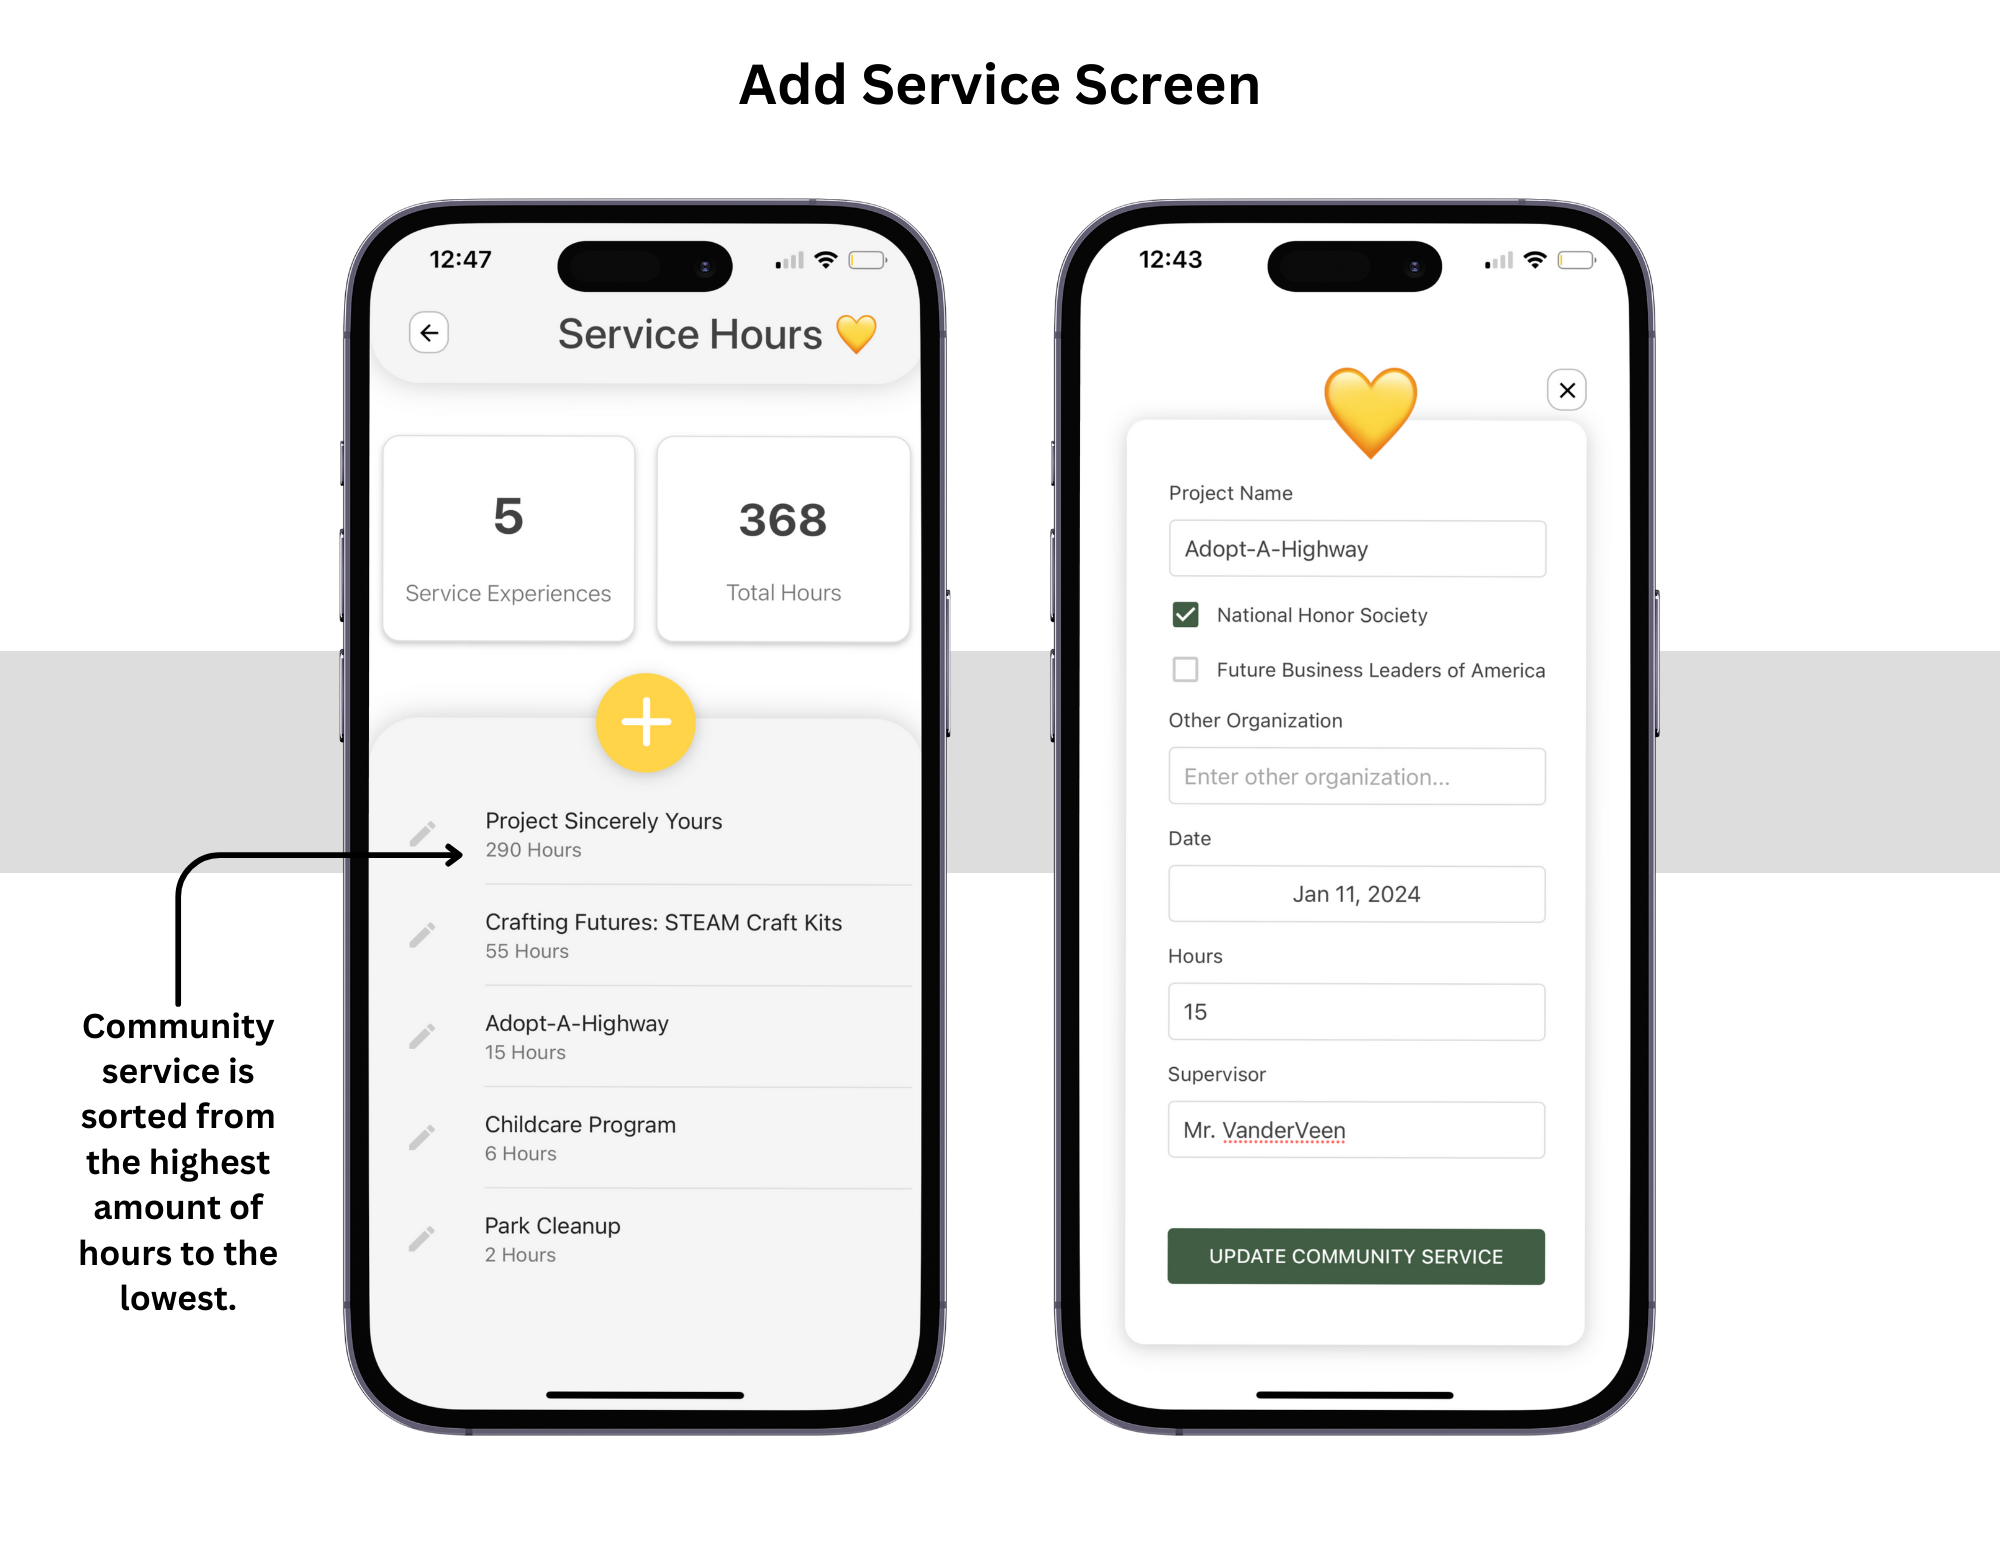 Add Service Screen
12:47
Service Hours 💛
5
Service Experiences
368
Total Hours
Project Sincerely Yours
290 Hours
Crafting Futures: STEAM Craft Kits
55 Hours
Adopt-A-Highway
15 Hours
Childcare Program
6 Hours
Park Cleanup
2 Hours
Community
service is
sorted from
the highest
amount of
hours to the
lowest.
12:43
Project Name
Adopt-A-Highway
National Honor Society
Future Business Leaders of America
Other Organization
Enter other organization...
Date
Jan 11, 2024
Hours
15
Supervisor
Mr. VanderVeen
UPDATE COMMUNITY SERVICE